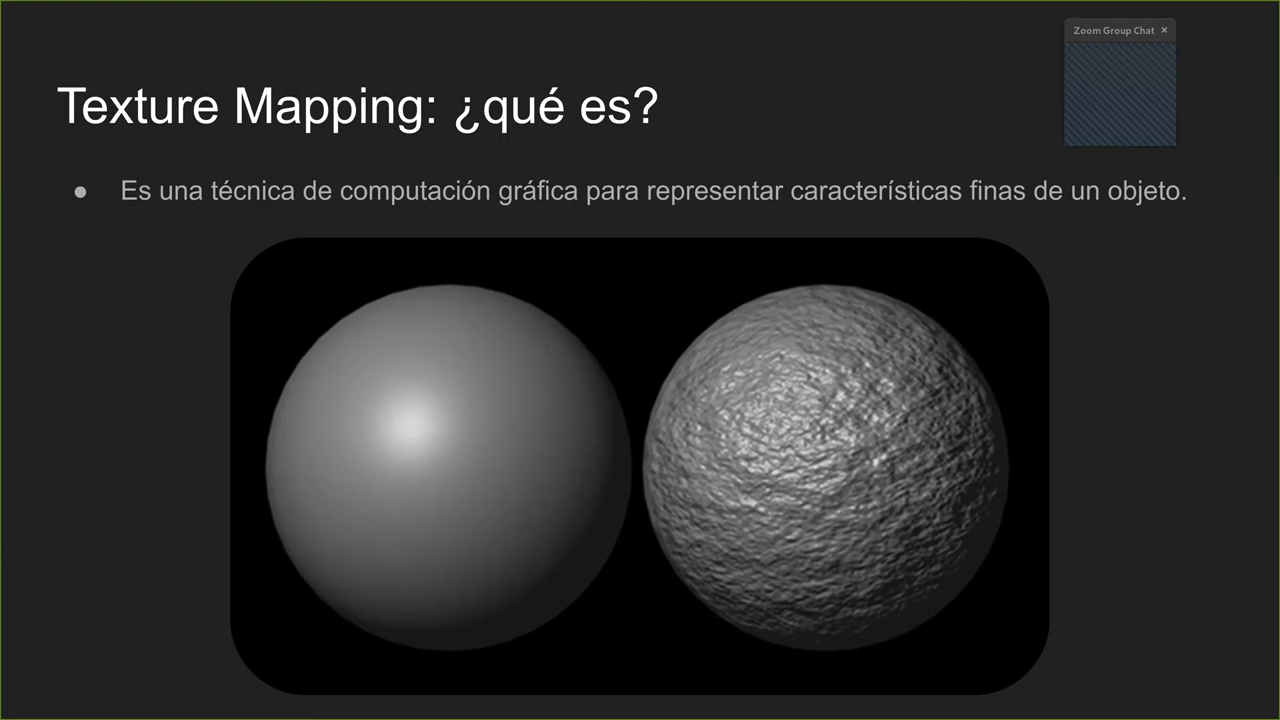 Zoom Group Chat ×
Texture Mapping: ¿qué es?
● Es una técnica de computación gráfica para representar características finas de un objeto.